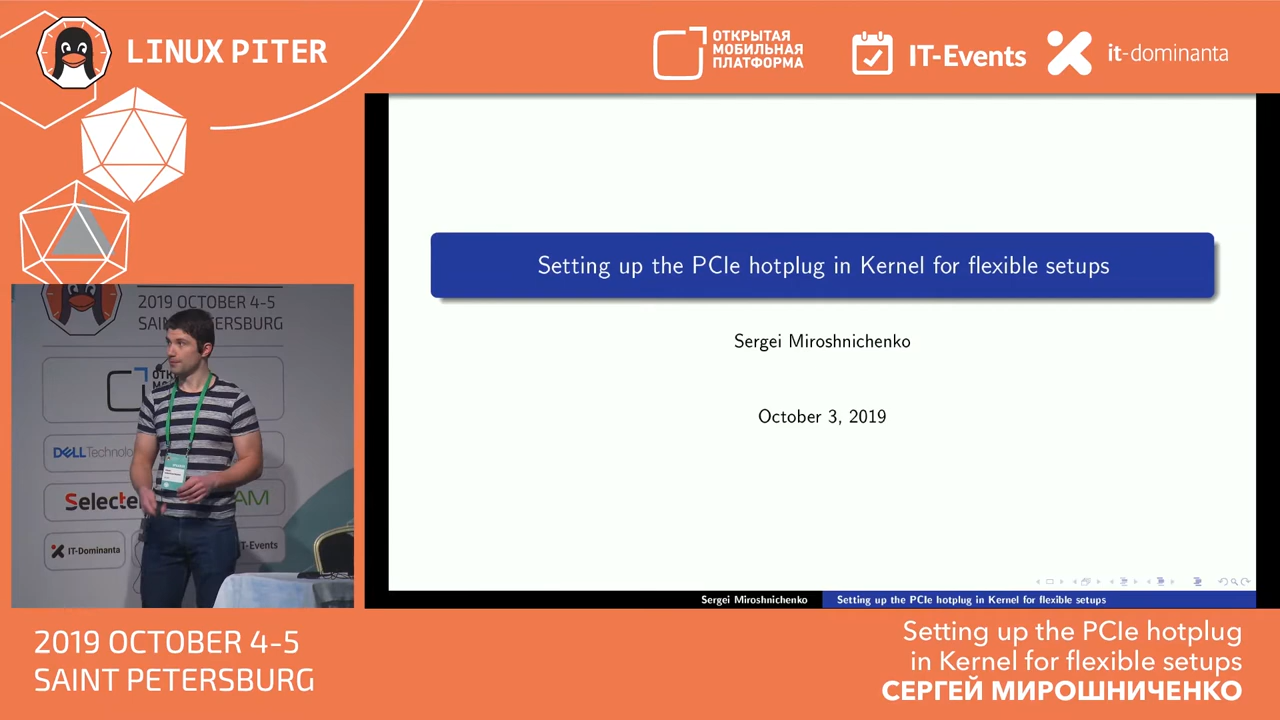 LINUX PITER
ОТКРЫТАЯ
МОБИЛЬНАЯ
ПЛАТФОРМА
IT-Events
it-dominanta
Setting up the PCIe hotplug in Kernel for flexible setups
Sergei Miroshnichenko
October 3, 2019
2019 OCTOBER 4-5
SAINT PETERSBURG
DELL Technolo
Selecte
AM
IT-Dominanta
IT-Events
Sergei Miroshnichenko
Setting up the PCIe hotplug in Kernel for flexible setups
2019 OCTOBER 4-5
SAINT PETERSBURG
Setting up the PCIe hotplug
in Kernel for flexible setups
СЕРГЕЙ МИРОШНИЧЕНКО